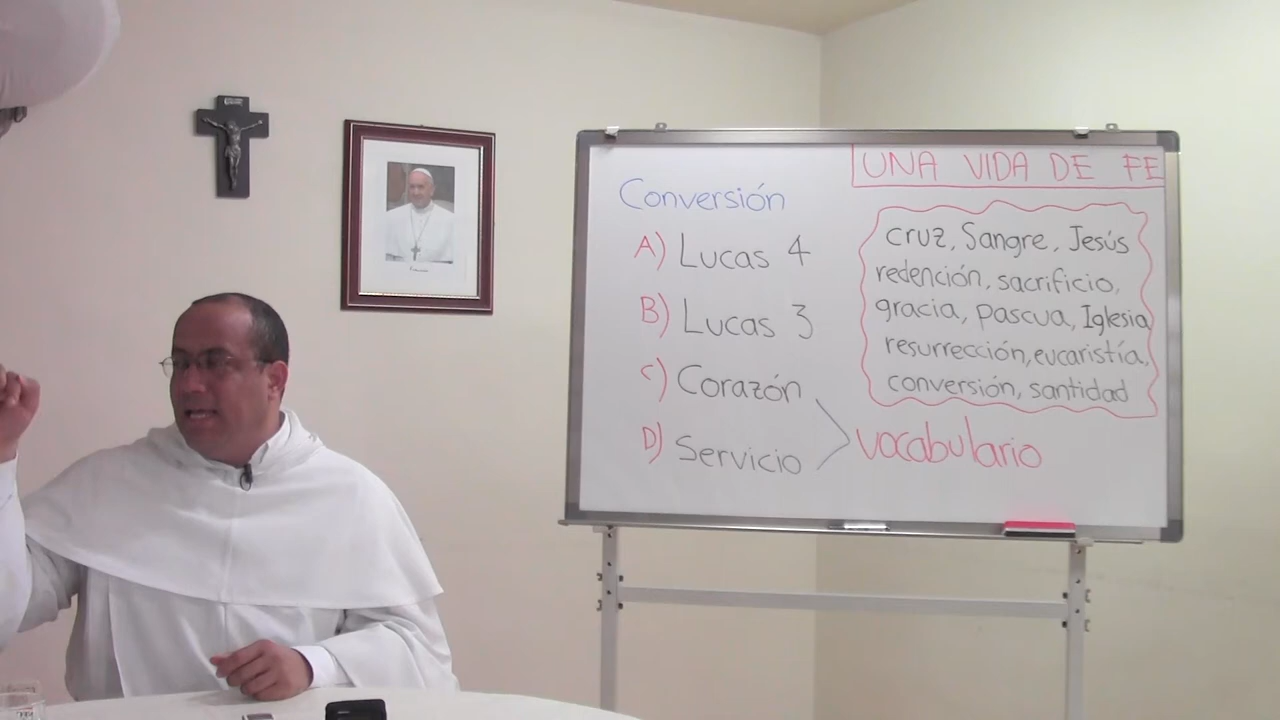 UNA VIDA DE FE
Conversión
A) Lucas 4
B) Lucas 3
C) Corazón
D) Servicio
cruz, Sangre, Jesús
redención, sacrificio,
gracia, pascua, Iglesia
resurrección, eucaristía,
conversión, santidad
vocabulario